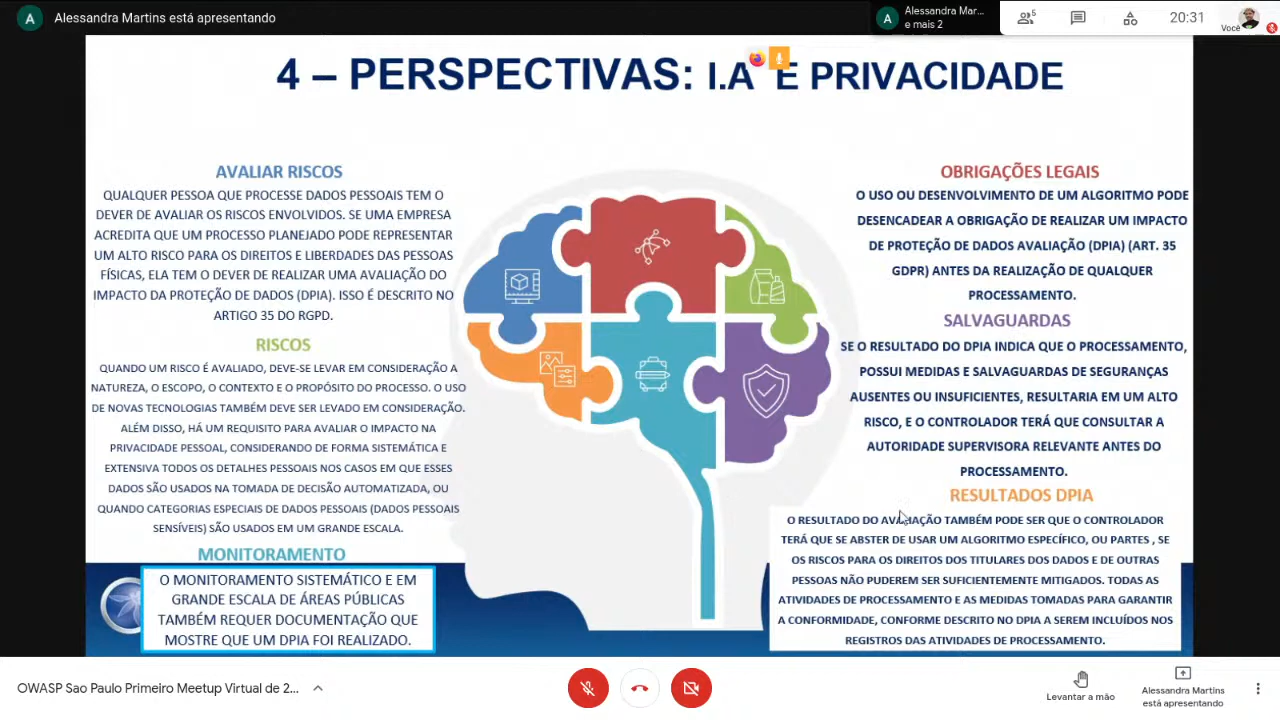 A
Alessandra Martins está apresentando
A
Alessandra Mar...
e mais 2
5
20:31
Você
4 – PERSPECTIVAS: I.A E PRIVACIDADE
AVALIAR RISCOS
QUALQUER PESSOA QUE PROCESSE DADOS PESSOAIS TEM O
DEVER DE AVALIAR OS RISCOS ENVOLVIDOS. SE UMA EMPRESA
ACREDITA QUE UM PROCESSO PLANEJADO PODE REPRESENTAR
UM ALTO RISCO PARA OS DIREITOS E LIBERDADES DAS PESSOAS
FÍSICAS, ELA TEM O DEVER DE REALIZAR UMA AVALIAÇÃO DO
IMPACTO DA PROTEÇÃO DE DADOS (DPIA). ISSO É DESCRITO NO
ARTIGO 35 DO RGPD.
RISCOS
QUANDO UM RISCO É AVALIADO, DEVE-SE LEVAR EM CONSIDERAÇÃO A
NATUREZA, O ESCOPO, O CONTEXTO E O PROPÓSITO DO PROCESSO. O USO
DE NOVAS TECNOLOGIAS TAMBÉM DEVE SER LEVADO EM CONSIDERAÇÃO.
ALÉM DISSO, HÁ UM REQUISITO PARA AVALIAR O IMPACTO NA
PRIVACIDADE PESSOAL, CONSIDERANDO DE FORMA SISTEMÁTICA E
EXTENSIVA TODOS OS DETALHES PESSOAIS NOS CASOS EM QUE ESSES
DADOS SÃO USADOS NA TOMADA DE DECISÃO AUTOMATIZADA, OU
QUANDO CATEGORIAS ESPECIAIS DE DADOS PESSOAIS (DADOS PESSOAIS
SENSÍVEIS) SÃO USADOS EM UM GRANDE ESCALA.
MONITORAMENTO
O MONITORAMENTO SISTEMÁTICO E EM
GRANDE ESCALA DE ÁREAS PÚBLICAS
TAMBÉM REQUER DOCUMENTAÇÃO QUE
MOSTRE QUE UM DPIA FOI REALIZADO.
OBRIGAÇÕES LEGAIS
O USO OU DESENVOLVIMENTO DE UM ALGORITMO PODE
DESENCADEAR A OBRIGAÇÃO DE REALIZAR UM IMPACTO
DE PROTEÇÃO DE DADOS AVALIAÇÃO (DPIA) (ART. 35
GDPR) ANTES DA REALIZAÇÃO DE QUALQUER
PROCESSAMENTO.
SALVAGUARDAS
SE O RESULTADO DO DPIA INDICA QUE O PROCESSAMENTO,
POSSUI MEDIDAS E SALVAGUARDAS DE SEGURANÇAS
AUSENTES OU INSUFICIENTES, RESULTARIA EM UM ALTO
RISCO, E O CONTROLADOR TERÁ QUE CONSULTAR A
AUTORIDADE SUPERVISORA RELEVANTE ANTES DO
PROCESSAMENTO.
RESULTADOS DPIA
O RESULTADO DO AVALIAÇÃO TAMBÉM PODE SER QUE O CONTROLADOR
TERÁ QUE SE ABSTER DE USAR UM ALGORITMO ESPECÍFICO, OU PARTES , SE
OS RISCOS PARA OS DIREITOS DOS TITULARES DOS DADOS E DE OUTRAS
PESSOAS NÃO PUDEREM SER SUFICIENTEMENTE MITIGADOS. TODAS AS
ATIVIDADES DE PROCESSAMENTO E AS MEDIDAS TOMADAS PARA GARANTIR
A CONFORMIDADE, CONFORME DESCRITO NO DPIA A SEREM INCLUÍDOS NOS
REGISTROS DAS ATIVIDADES DE PROCESSAMENTO.
OWASP Sao Paulo Primeiro Meetup Virtual de 2...
Levantar a mão
Alessandra Martins
está apresentando